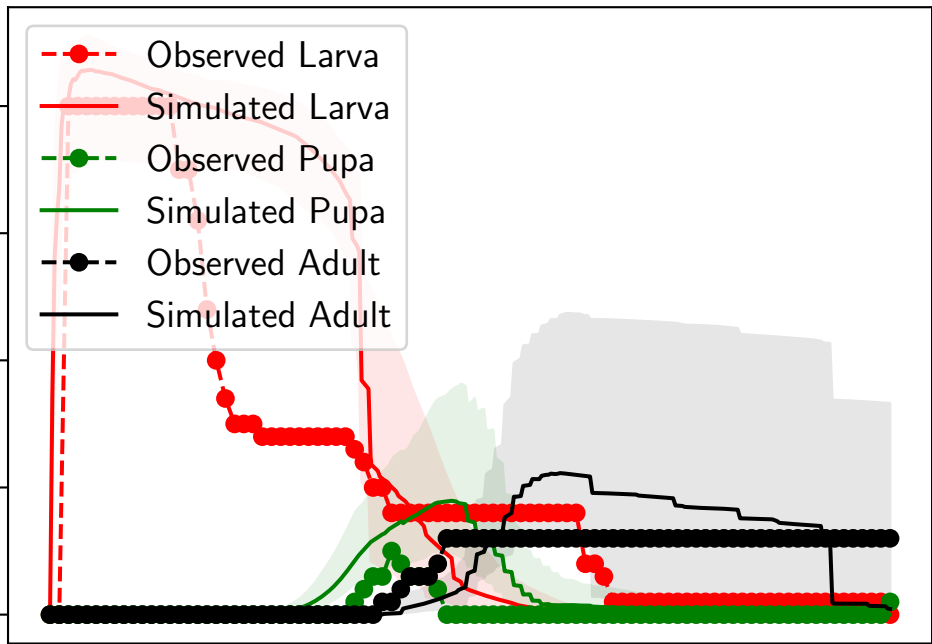 Observed Larva
Simulated Larva
Observed Pupa
Simulated Pupa
Observed Adult
Simulated Adult